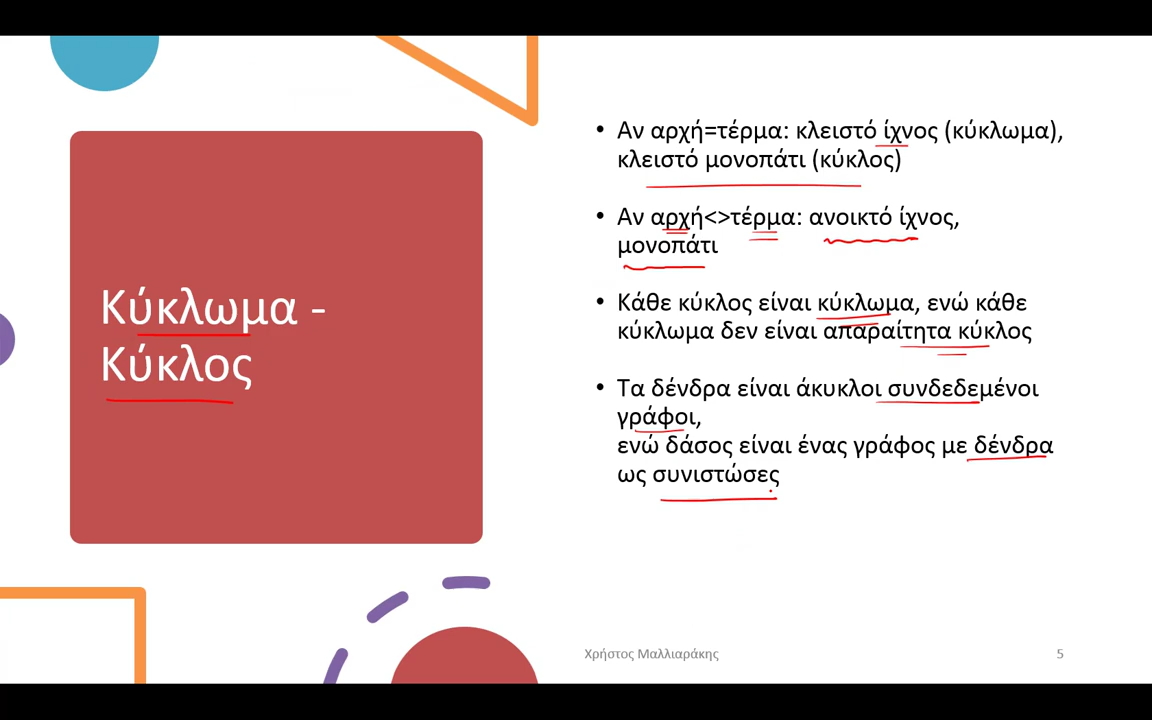 Κύκλωμα -
Κύκλος
• Αν αρχή=τέρμα: κλειστό ίχνος (κύκλωμα),
κλειστό μονοπάτι (κύκλος)
• Αν αρχή<>τέρμα: ανοικτό ίχνος,
μονοπάτι
• Κάθε κύκλος είναι κύκλωμα, ενώ κάθε
κύκλωμα δεν είναι απαραίτητα κύκλος
• Τα δένδρα είναι άκυκλοι συνδεδεμένοι
γράφοι,
ενώ δάσος είναι ένας γράφος με δένδρα
ως συνιστώσες
Χρήστος Μαλλιαράκης
5